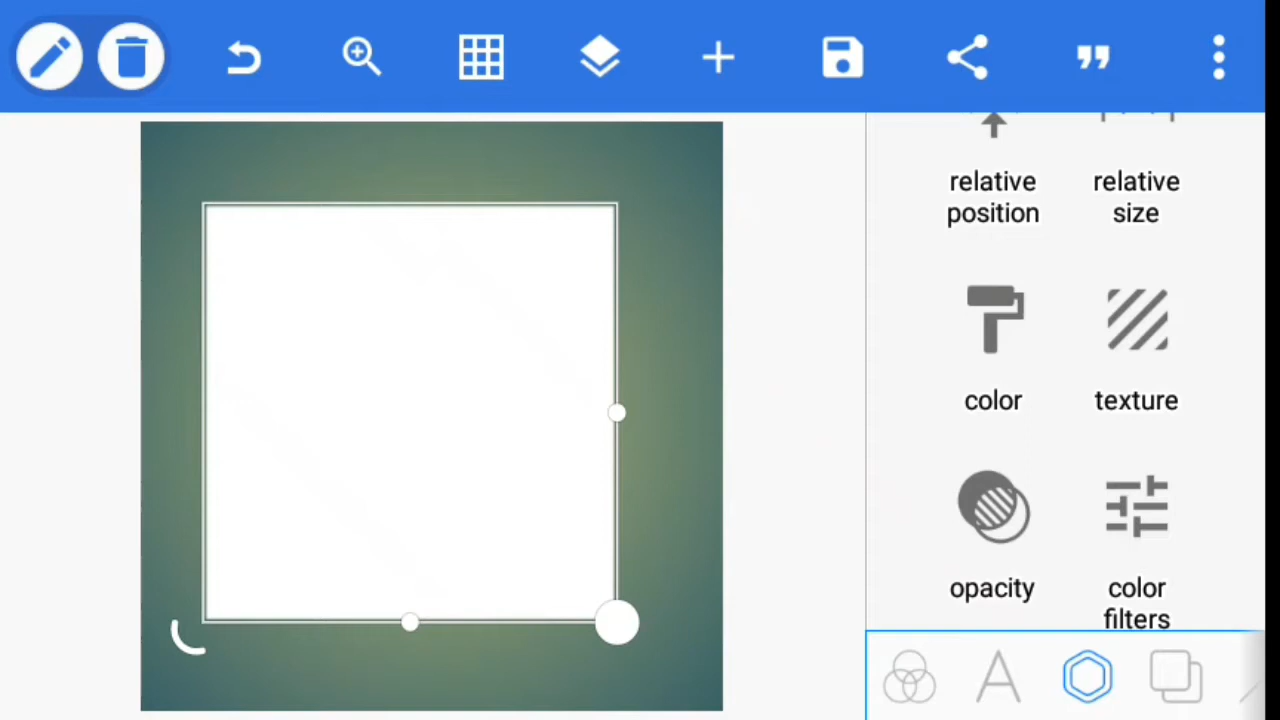 relative
position
relative
size
color
texture
opacity
color
filters